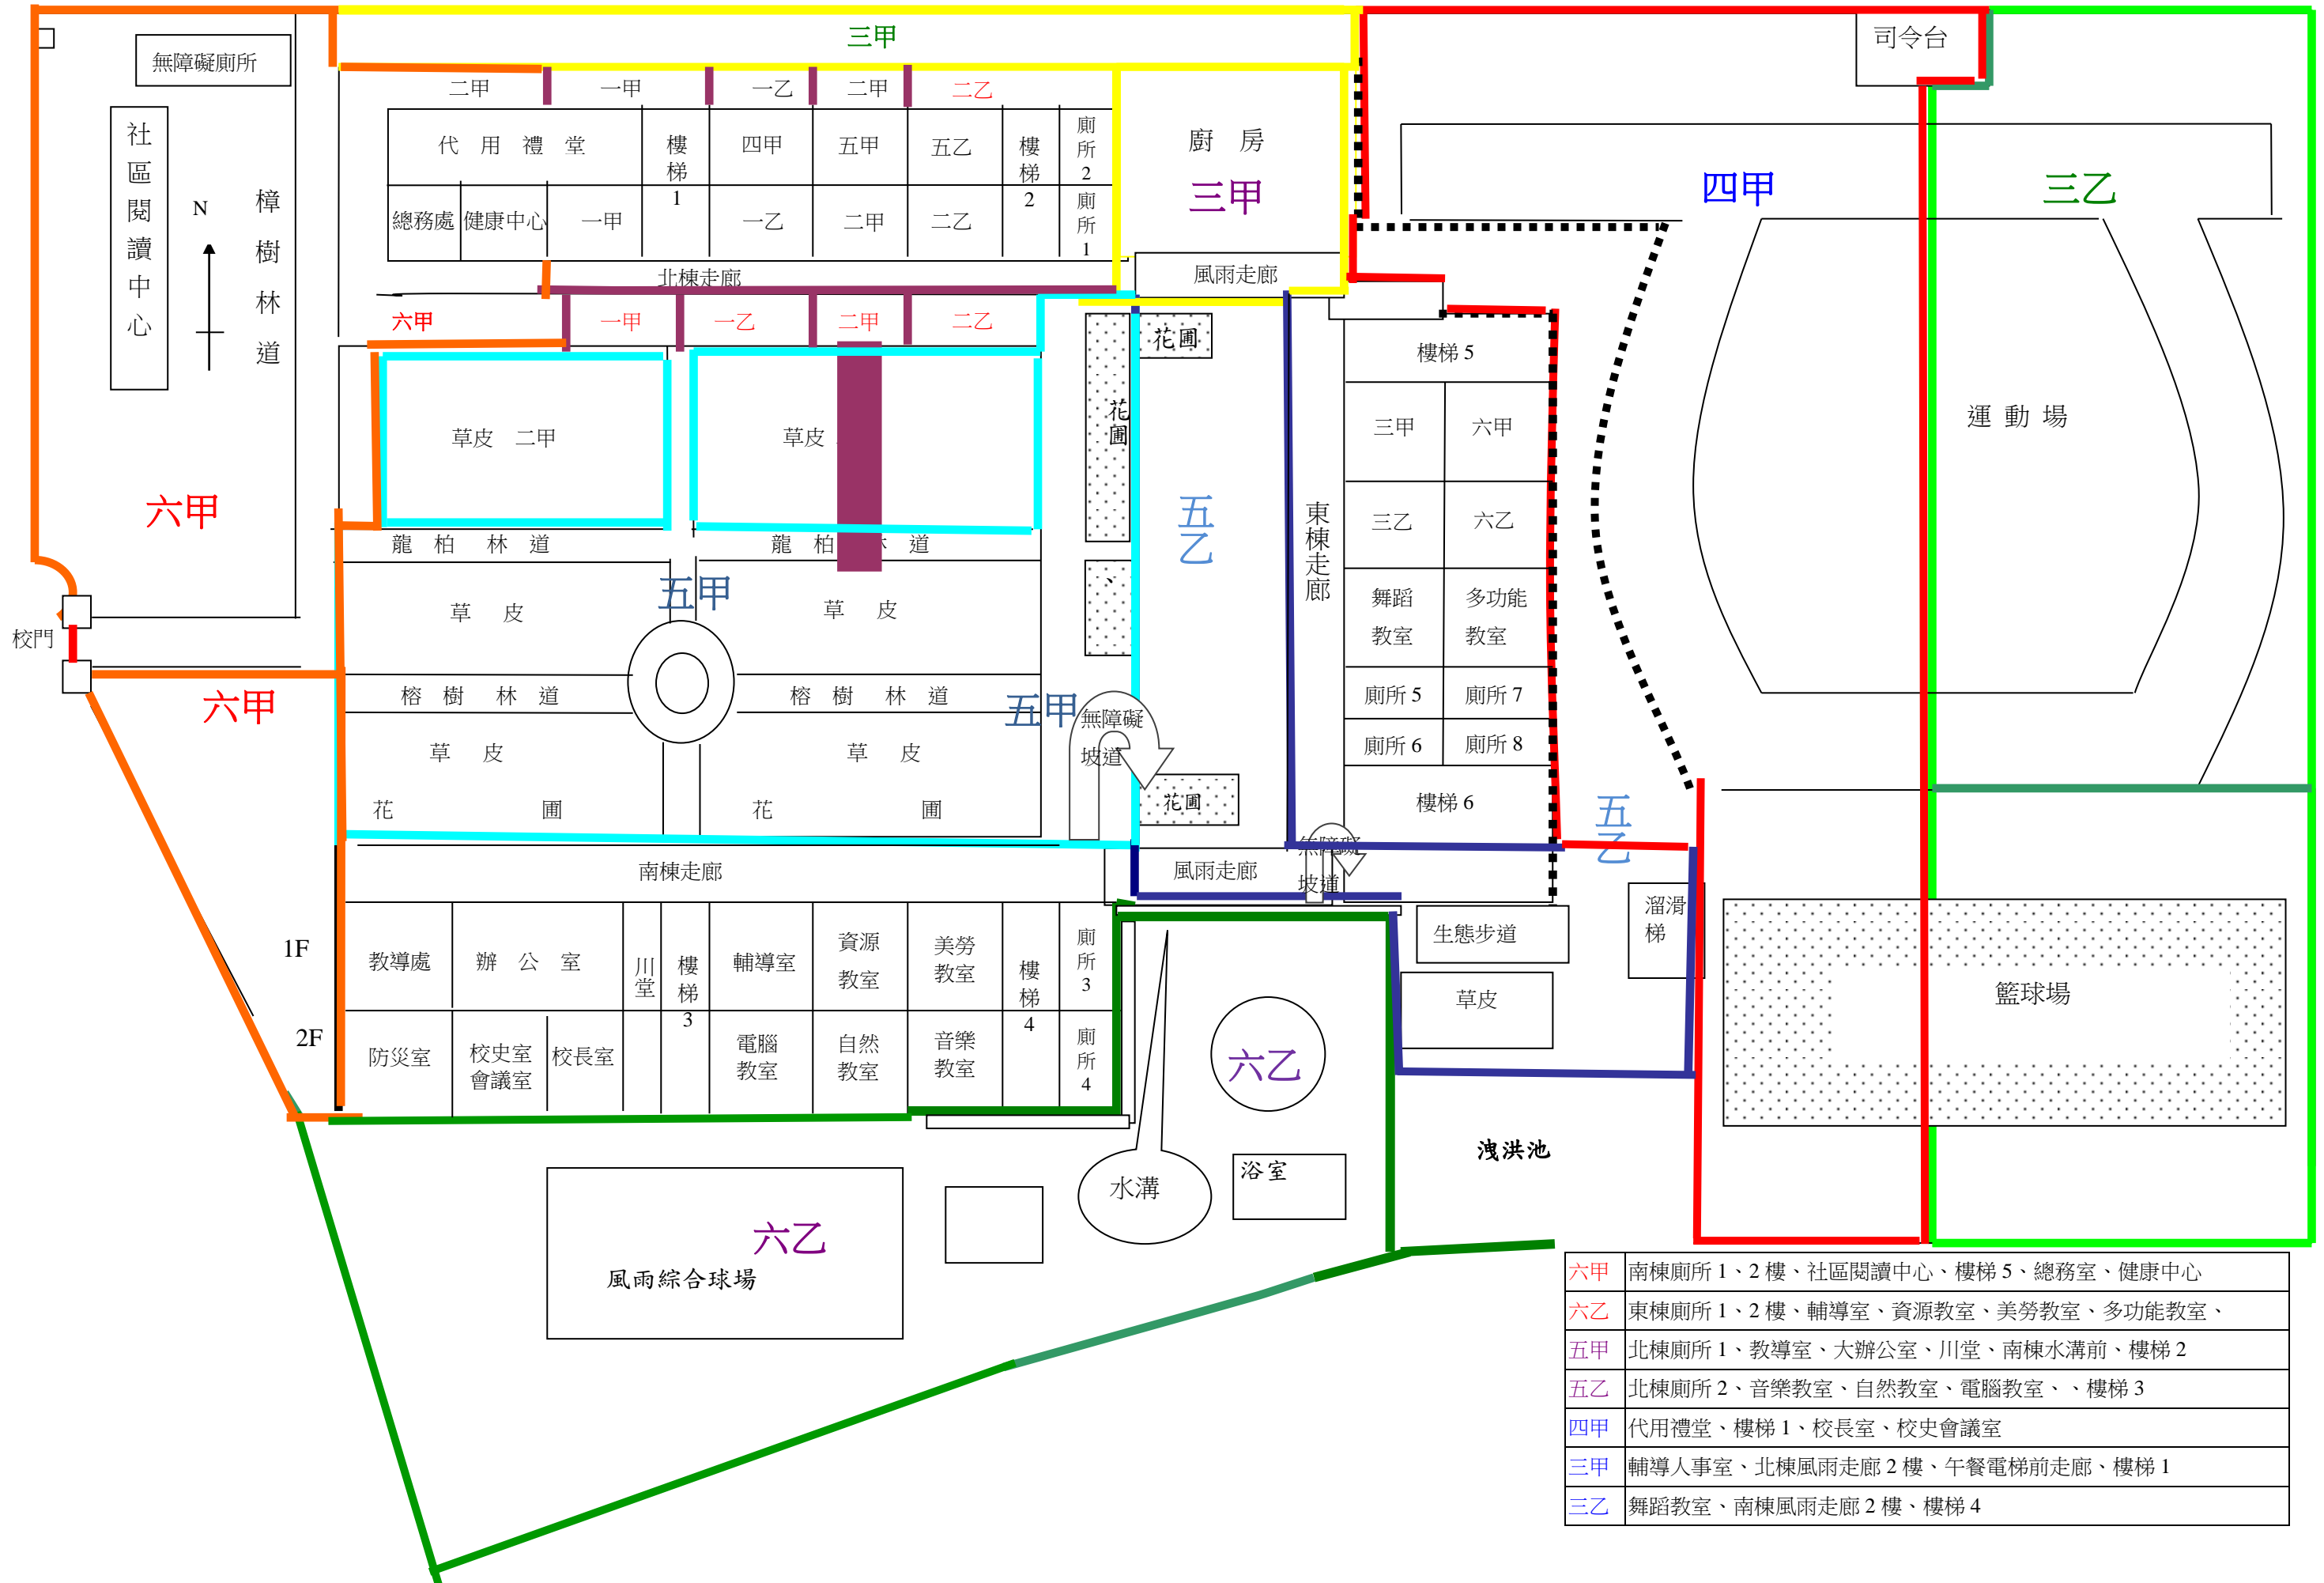 三甲
司令台
無障礙廁所
二甲 一甲 一乙 二甲 二乙
社區閱讀中心
N
樟樹林道
代用禮堂 樓梯1 四甲 五甲 五乙 樓梯2 廁所2
總務處 健康中心 一甲 一乙 二甲 二乙 廁所1
廚 房
三甲
四甲
三乙
北棟走廊
風雨走廊
六甲 一甲 一乙 二甲 二乙
花圃
樓梯 5
草皮 二甲
草皮
花圃
三甲 六甲
運 動 場
六甲
五乙
東棟走廊
三乙 六乙
龍 柏 林 道
龍 柏 道
五甲
草 皮
草 皮
、
舞蹈教室
多功能教室
校門
榕 樹 林 道
榕 樹 林 道
六甲
五甲
無障礙坡道
廁所 5 廁所 7
廁所 6 廁所 8
草 皮
草 皮
花 圃
花 圃
花圃
樓梯 6
五乙
南棟走廊
風雨走廊
無障礙坡道
1F
教導處 辦 公 室 川堂 樓梯3 輔導室 資源教室 美勞教室 樓梯4 廁所3
生態步道
溜滑梯
2F
防災室 校史室會議室 校長室 電腦教室 自然教室 音樂教室 廁所4
草皮
籃球場
六乙
洩洪池
水溝
浴室
六乙
風雨綜合球場
六甲 南棟廁所 1、2 樓、社區閱讀中心、樓梯 5、總務室、健康中心
六乙 東棟廁所 1、2 樓、輔導室、資源教室、美勞教室、多功能教室、
五甲 北棟廁所 1、教導室、大辦公室、川堂、南棟水溝前、樓梯 2
五乙 北棟廁所 2、音樂教室、自然教室、電腦教室、、樓梯 3
四甲 代用禮堂、樓梯 1、校長室、校史會議室
三甲 輔導人事室、北棟風雨走廊 2 樓、午餐電梯前走廊、樓梯 1
三乙 舞蹈教室、南棟風雨走廊 2 樓、樓梯 4